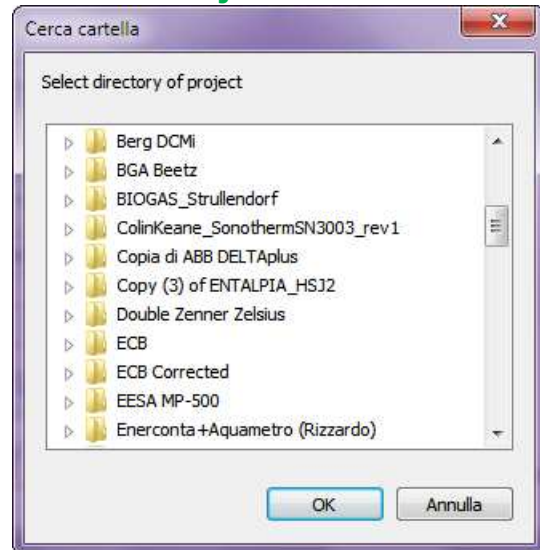 Cerca cartella
Select directory of project
Berg DCMi
BGA Beetz
BIOGAS_Strullendorf
ColinKeane_SonothermSN3003_rev1
Copia di ABB DELTAplus
Copy (3) of ENTALPIA_HSJ2
Double Zenner Zelsius
ECB
ECB Corrected
EESA MP-500
Enerconta+Aquametro (Rizzardo)
OK Annulla